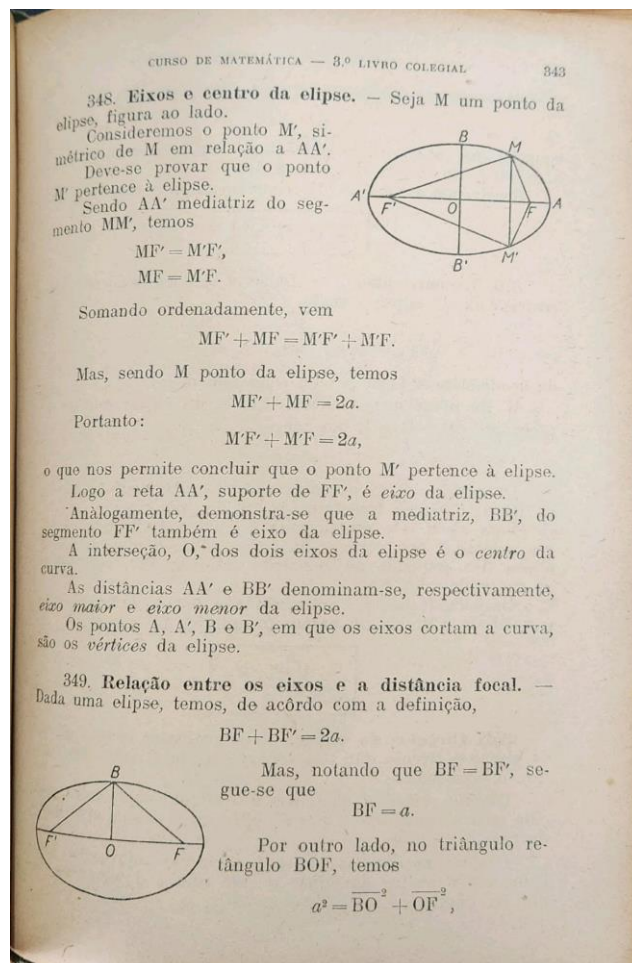 CURSO DE MATEMÁTICA — 3.º LIVRO COLEGIAL 343
348. Eixos e centro da elipse. — Seja M um ponto da
elipse, figura ao lado.
Consideremos o ponto M′, si-
métrico de M em relação a AA′.
Deve-se provar que o ponto
M′ pertence à elipse.
Sendo AA′ mediatriz do seg-
mento MM′, temos
MF′ = M′F′,
MF = M′F.
B
M
A'
F'
O
F
A
B'
M'
Somando ordenadamente, vem
MF′ + MF = M′F′ + M′F.
Mas, sendo M ponto da elipse, temos
MF′ + MF = 2a.
Portanto:
M′F′ + M′F = 2a,
o que nos permite concluir que o ponto M′ pertence à elipse.
Logo a reta AA′, suporte de FF′, é eixo da elipse.
Anàlogamente, demonstra-se que a mediatriz, BB′, do
segmento FF′ também é eixo da elipse.
A interseção, O, dos dois eixos da elipse é o centro da
curva.
As distâncias AA′ e BB′ denominam-se, respectivamente,
eixo maior e eixo menor da elipse.
Os pontos A, A′, B e B′, em que os eixos cortam a curva,
são os vértices da elipse.
349. Relação entre os eixos e a distância focal. —
Dada uma elipse, temos, de acôrdo com a definição,
BF + BF′ = 2a.
B
F'
O
F
Mas, notando que BF = BF′, se-
gue-se que
BF = a.
Por outro lado, no triângulo re-
tângulo BOF, temos
a² = BO² + OF²,